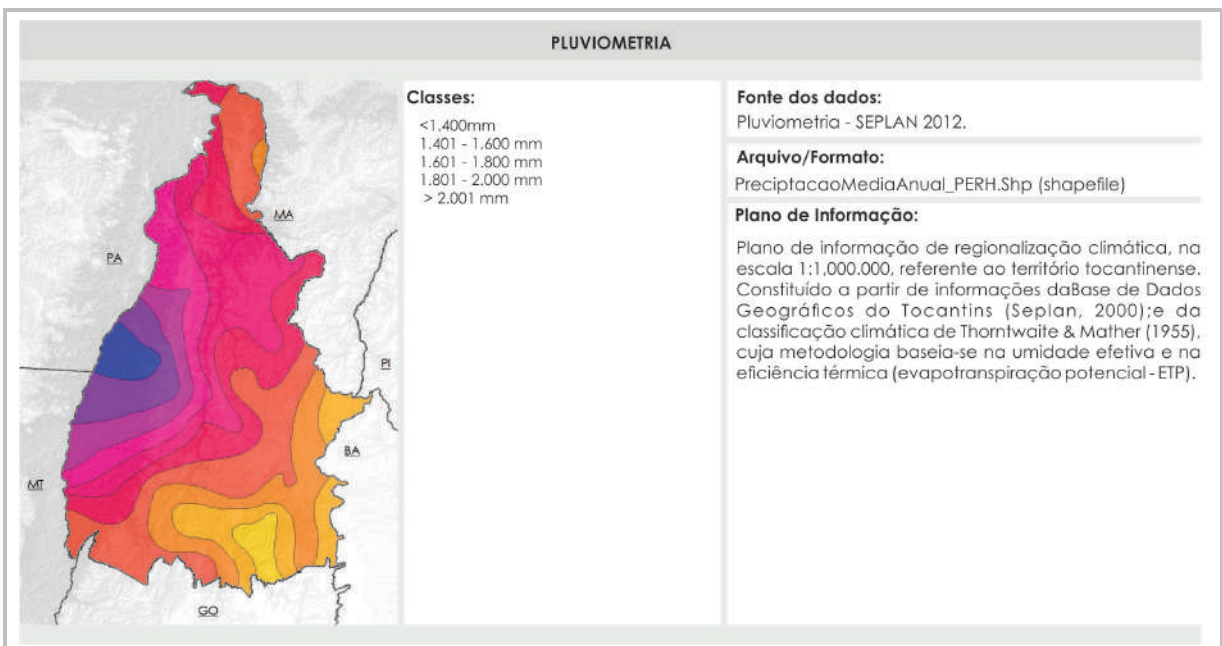 PLUVIOMETRIA
PA
MA
PI
BA
MT
GO
Classes:
<1.400mm
1.401 - 1.600 mm
1.601 - 1.800 mm
1.801 - 2.000 mm
> 2.001 mm
Fonte dos dados:
Pluviometria - SEPLAN 2012.
Arquivo/Formato:
PreciptacaoMediaAnual_PERH.Shp (shapefile)
Plano de Informação:
Plano de informação de regionalização climática, na
escala 1:1,000.000, referente ao território tocantinense.
Constituído a partir de informações daBase de Dados
Geográficos do Tocantins (Seplan, 2000);e da
classificação climática de Thorntwaite & Mather (1955),
cuja metodologia baseia-se na umidade efetiva e na
eficiência térmica (evapotranspiração potencial - ETP).